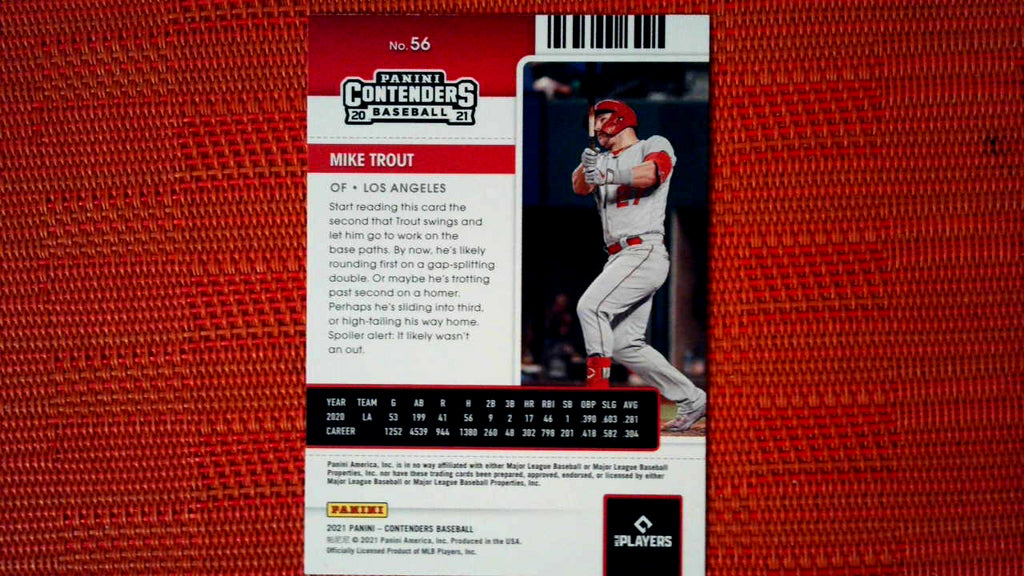 No. 56
PANINI
CONTENDERS
20 BASEBALL 21
MIKE TROUT
OF • LOS ANGELES
Start reading this card the
second that Trout swings and
let him go to work on the
base paths. By now, he's likely
rounding first on a gap-splitting
double. Or maybe he's trotting
past second on a homer.
Perhaps he's sliding into third,
or high-tailing his way home.
Spoiler alert: It likely wasn't
an out.
27
YEAR TEAM G AB R H 2B 3B HR RBI SB OBP SLG AVG
2020 LA 53 199 41 56 9 2 17 46 1 .390 .603 .281
CAREER 1252 4539 944 1380 260 48 302 798 201 .418 .582 .304
Panini America, Inc. is in no way affiliated with either Major League Baseball or Major League Baseball
Properties, Inc. nor have these trading cards been prepared, approved, endorsed, or licensed by either
Major League Baseball or Major League Baseball Properties, Inc.
PANINI
2021 PANINI – CONTENDERS BASEBALL
帕尼尼 © 2021 Panini America, Inc. Produced in the USA.
Officially Licensed Product of MLB Players, Inc.
MLB PLAYERS